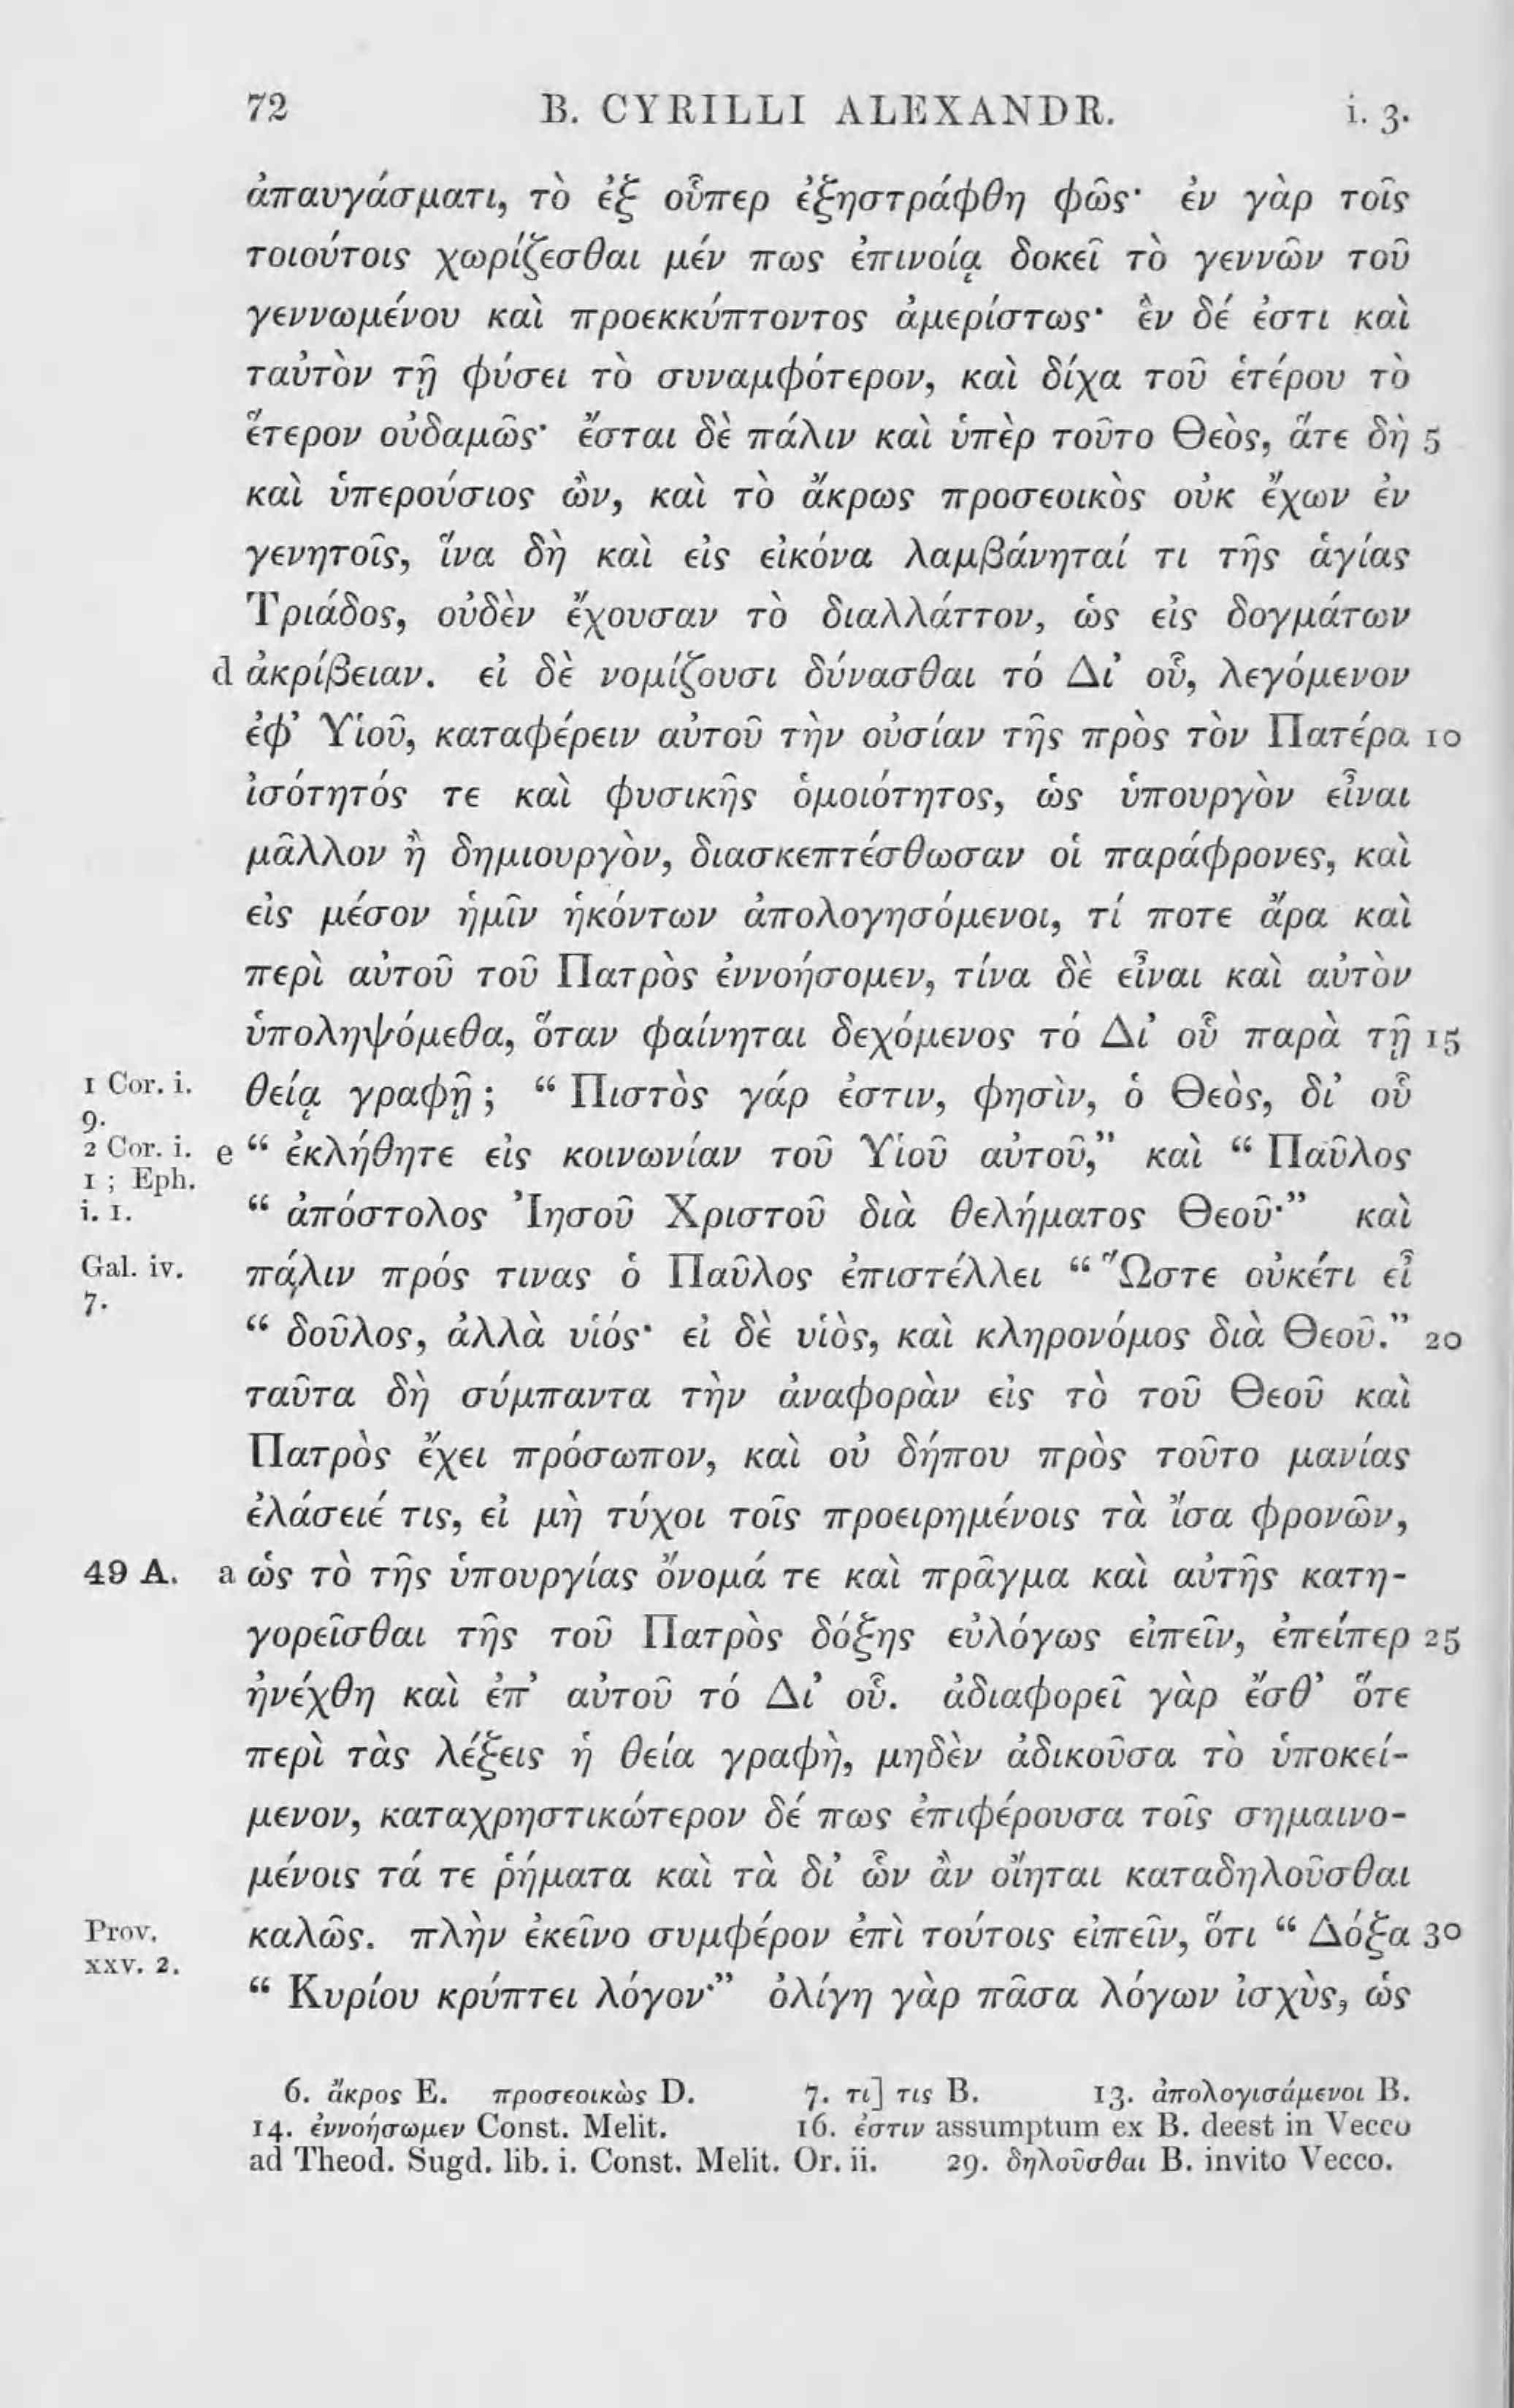 72 B. CYRILLI ALEXANDR. i. 3.
ἀπαυγάσματι, τὸ ἐξ οὗπερ ἐξηστράφθη φῶς· ἐν γὰρ τοῖς
τοιούτοις χωρίζεσθαι μέν πως ἐπινοίᾳ δοκεῖ τὸ γεννῶν τοῦ
γεννωμένου καὶ προεκκύπτοντος ἀμερίστως· ἓν δέ ἐστι καὶ
ταὐτὸν τῇ φύσει τὸ συναμφότερον, καὶ δίχα τοῦ ἑτέρου τὸ
ἕτερον οὐδαμῶς· ἔσται δὲ πάλιν καὶ ὑπὲρ τοῦτο Θεὸς, ἅτε δὴ 5
καὶ ὑπερούσιος ὢν, καὶ τὸ ἄκρως προσεοικὸς οὐκ ἔχων ἐν
γενητοῖς, ἵνα δὴ καὶ εἰς εἰκόνα λαμβάνηταί τι τῆς ἁγίας
Τριάδος, οὐδὲν ἔχουσαν τὸ διαλλάττον, ὡς εἰς δογμάτων
d ἀκρίβειαν. εἰ δὲ νομίζουσι δύνασθαι τό Δι’ οὗ, λεγόμενον
ἐφ’ Υἱοῦ, καταφέρειν αὐτοῦ τὴν οὐσίαν τῆς πρὸς τὸν Πατέρα 10
ἰσότητός τε καὶ φυσικῆς ὁμοιότητος, ὡς ὑπουργὸν εἶναι
μᾶλλον ἢ δημιουργὸν, διασκεπτέσθωσαν οἱ παράφρονες, καὶ
εἰς μέσον ἡμῖν ἡκόντων ἀπολογησόμενοι, τί ποτε ἄρα καὶ
περὶ αὐτοῦ τοῦ Πατρὸς ἐννοήσομεν, τίνα δὲ εἶναι καὶ αὐτὸν
ὑποληψόμεθα, ὅταν φαίνηται δεχόμενος τό Δι’ οὗ παρὰ τῇ 15
1 Cor. i. 9. θείᾳ γραφῇ; “ Πιστὸς γάρ ἐστιν, φησὶν, ὁ Θεὸς, δι’ οὗ
2 Cor. i. 1; Eph. i. 1. e “ ἐκλήθητε εἰς κοινωνίαν τοῦ Υἱοῦ αὐτοῦ,” καὶ “ Παῦλος
“ ἀπόστολος Ἰησοῦ Χριστοῦ διὰ θελήματος Θεοῦ·” καὶ
Gal. iv. 7. πάλιν πρός τινας ὁ Παῦλος ἐπιστέλλει “ Ὥστε οὐκέτι εἶ
“ δοῦλος, ἀλλὰ υἱός· εἰ δὲ υἱὸς, καὶ κληρονόμος διὰ Θεοῦ.” 20
ταῦτα δὴ σύμπαντα τὴν ἀναφορὰν εἰς τὸ τοῦ Θεοῦ καὶ
Πατρὸς ἔχει πρόσωπον, καὶ οὐ δήπου πρὸς τοῦτο μανίας
ἐλάσειέ τις, εἰ μὴ τύχοι τοῖς προειρημένοις τὰ ἴσα φρονῶν,
49 A. a ὡς τὸ τῆς ὑπουργίας ὄνομά τε καὶ πρᾶγμα καὶ αὐτῆς κατη-
γορεῖσθαι τῆς τοῦ Πατρὸς δόξης εὐλόγως εἰπεῖν, ἐπείπερ 25
ἠνέχθη καὶ ἐπ’ αὐτοῦ τό Δι’ οὗ. ἀδιαφορεῖ γὰρ ἔσθ’ ὅτε
περὶ τὰς λέξεις ἡ θεία γραφὴ, μηδὲν ἀδικοῦσα τὸ ὑποκεί-
μενον, καταχρηστικώτερον δέ πως ἐπιφέρουσα τοῖς σημαινο-
μένοις τά τε ῥήματα καὶ τὰ δι’ ὧν ἂν οἴηται καταδηλοῦσθαι
Prov. xxv. 2. καλῶς. πλὴν ἐκεῖνο συμφέρον ἐπὶ τούτοις εἰπεῖν, ὅτι “ Δόξα 30
“ Κυρίου κρύπτει λόγον·” ὀλίγη γὰρ πᾶσα λόγων ἰσχὺς, ὡς
6. ἄκρος E. προσεοικὼς D. 7. τι] τις B. 13. ἀπολογισάμενοι B.
14. ἐννοήσωμεν Const. Melit. 16. ἐστιν assumptum ex B. deest in Vecco
ad Theod. Sugd. lib. i. Const. Melit. Or. ii. 29. δηλοῦσθαι B. invito Vecco.